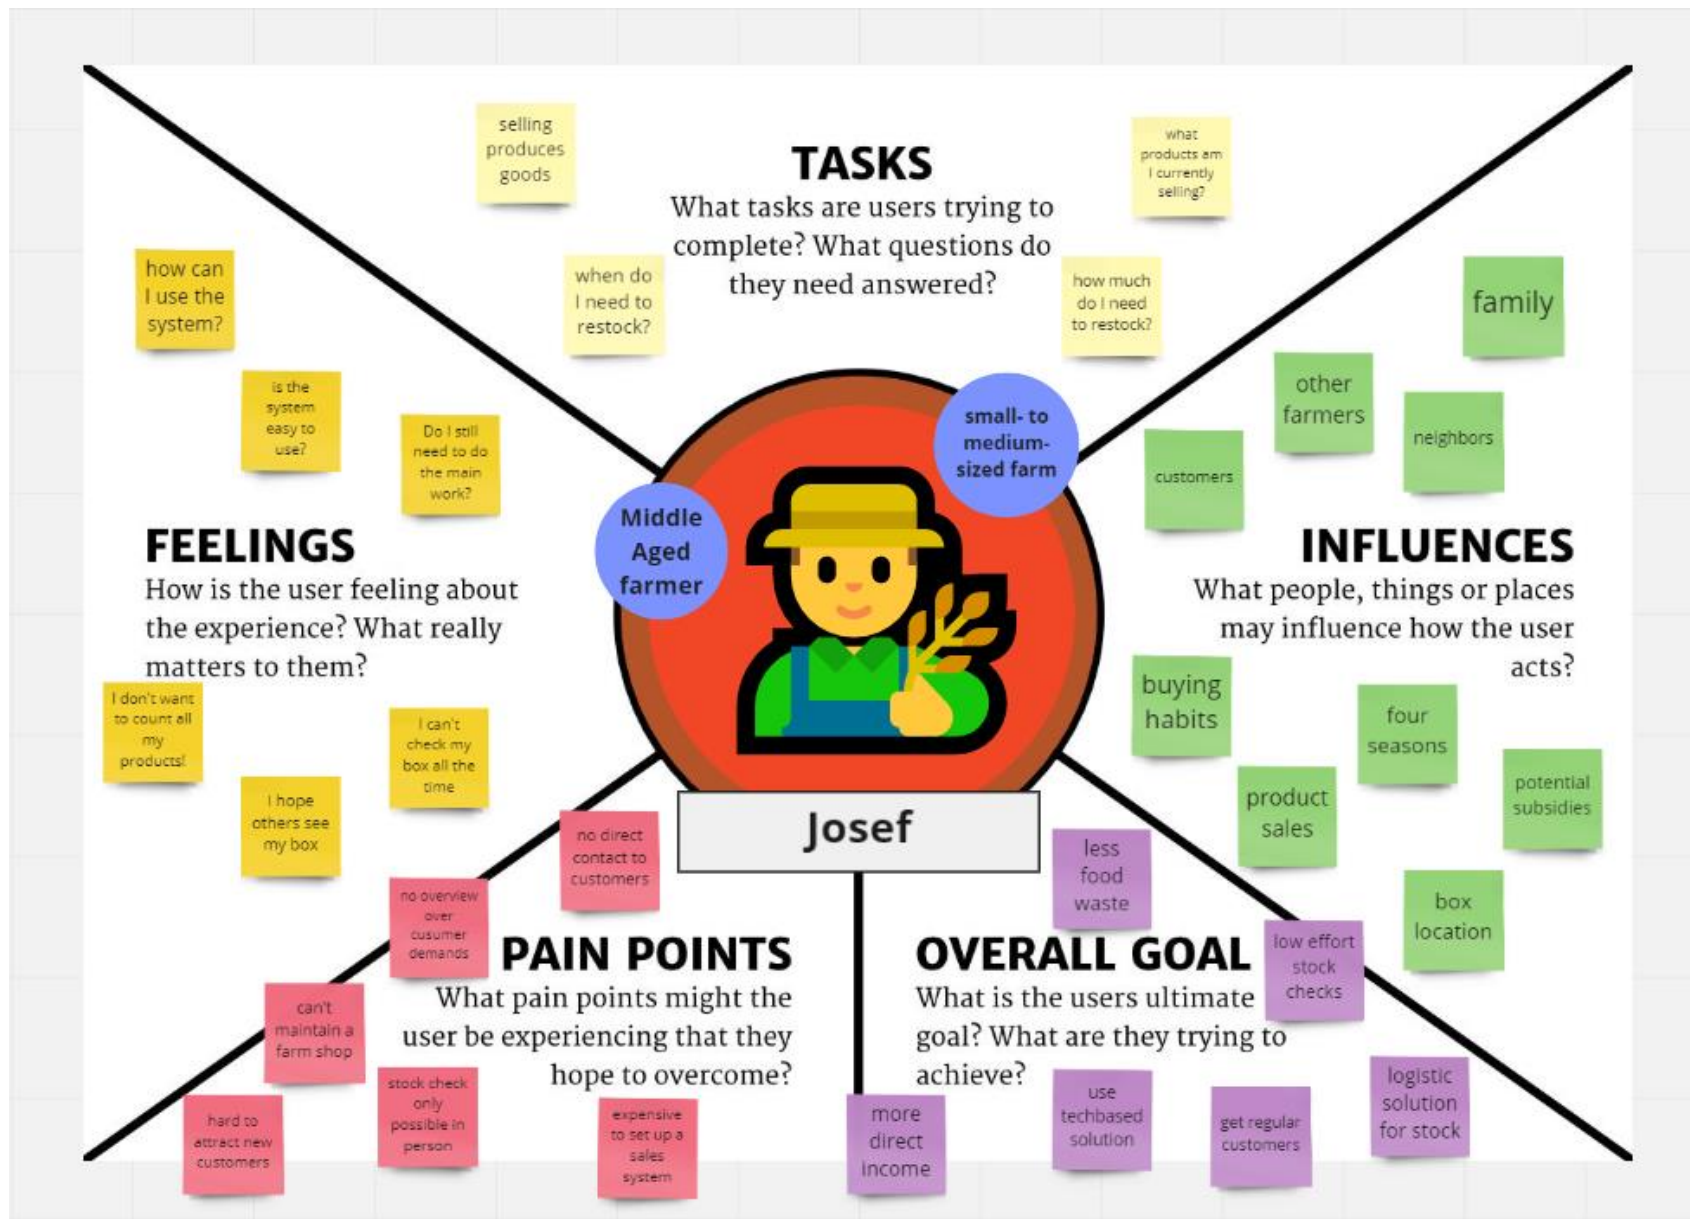 selling
produces
goods
TASKS
What tasks are users trying to
complete? What questions do
they need answered?
what
products am
I currently
selling?
when do
I need to
restock?
how much
do I need
to restock?
how can
I use the
system?
is the
system
easy to
use?
Do I still
need to do
the main
work?
FEELINGS
How is the user feeling about
the experience? What really
matters to them?
I don't want
to count all
my
products!
I can't
check my
box all the
time
I hope
others see
my box
Middle
Aged
farmer
small- to
medium-
sized farm
Josef
family
other
farmers
neighbors
customers
INFLUENCES
What people, things or places
may influence how the user
acts?
buying
habits
four
seasons
product
sales
potential
subsidies
box
location
no direct
contact to
customers
no overview
over
cusumer
demands
PAIN POINTS
What pain points might the
user be experiencing that they
hope to overcome?
can't
maintain a
farm shop
hard to
attract new
customers
stock check
only
possible in
person
expensive
to set up a
sales
system
less
food
waste
OVERALL GOAL
What is the users ultimate
goal? What are they trying to
achieve?
low effort
stock
checks
more
direct
income
use
techbased
solution
get regular
customers
logistic
solution
for stock